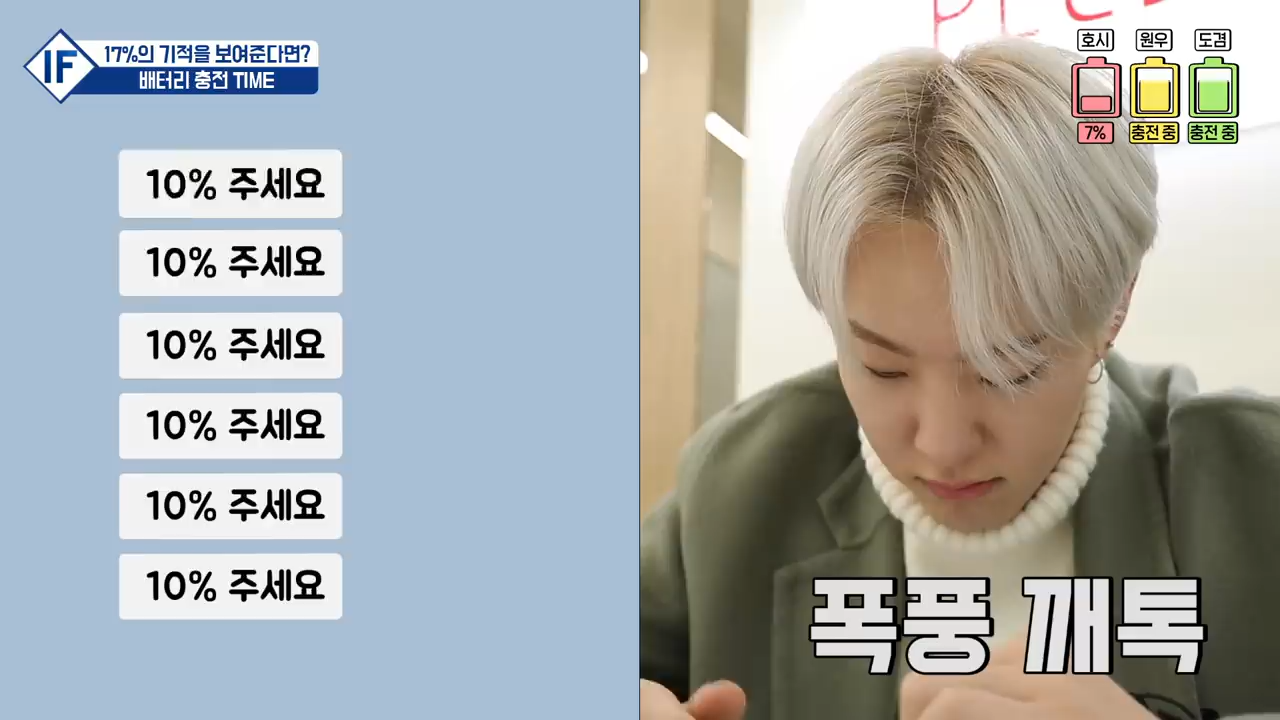 IF
17%의 기적을 보여준다면?
배터리 충전 TIME
호시
원우
도겸
7%
충전 중
충전 중
10% 주세요
10% 주세요
10% 주세요
10% 주세요
10% 주세요
10% 주세요
폭풍 깨톡